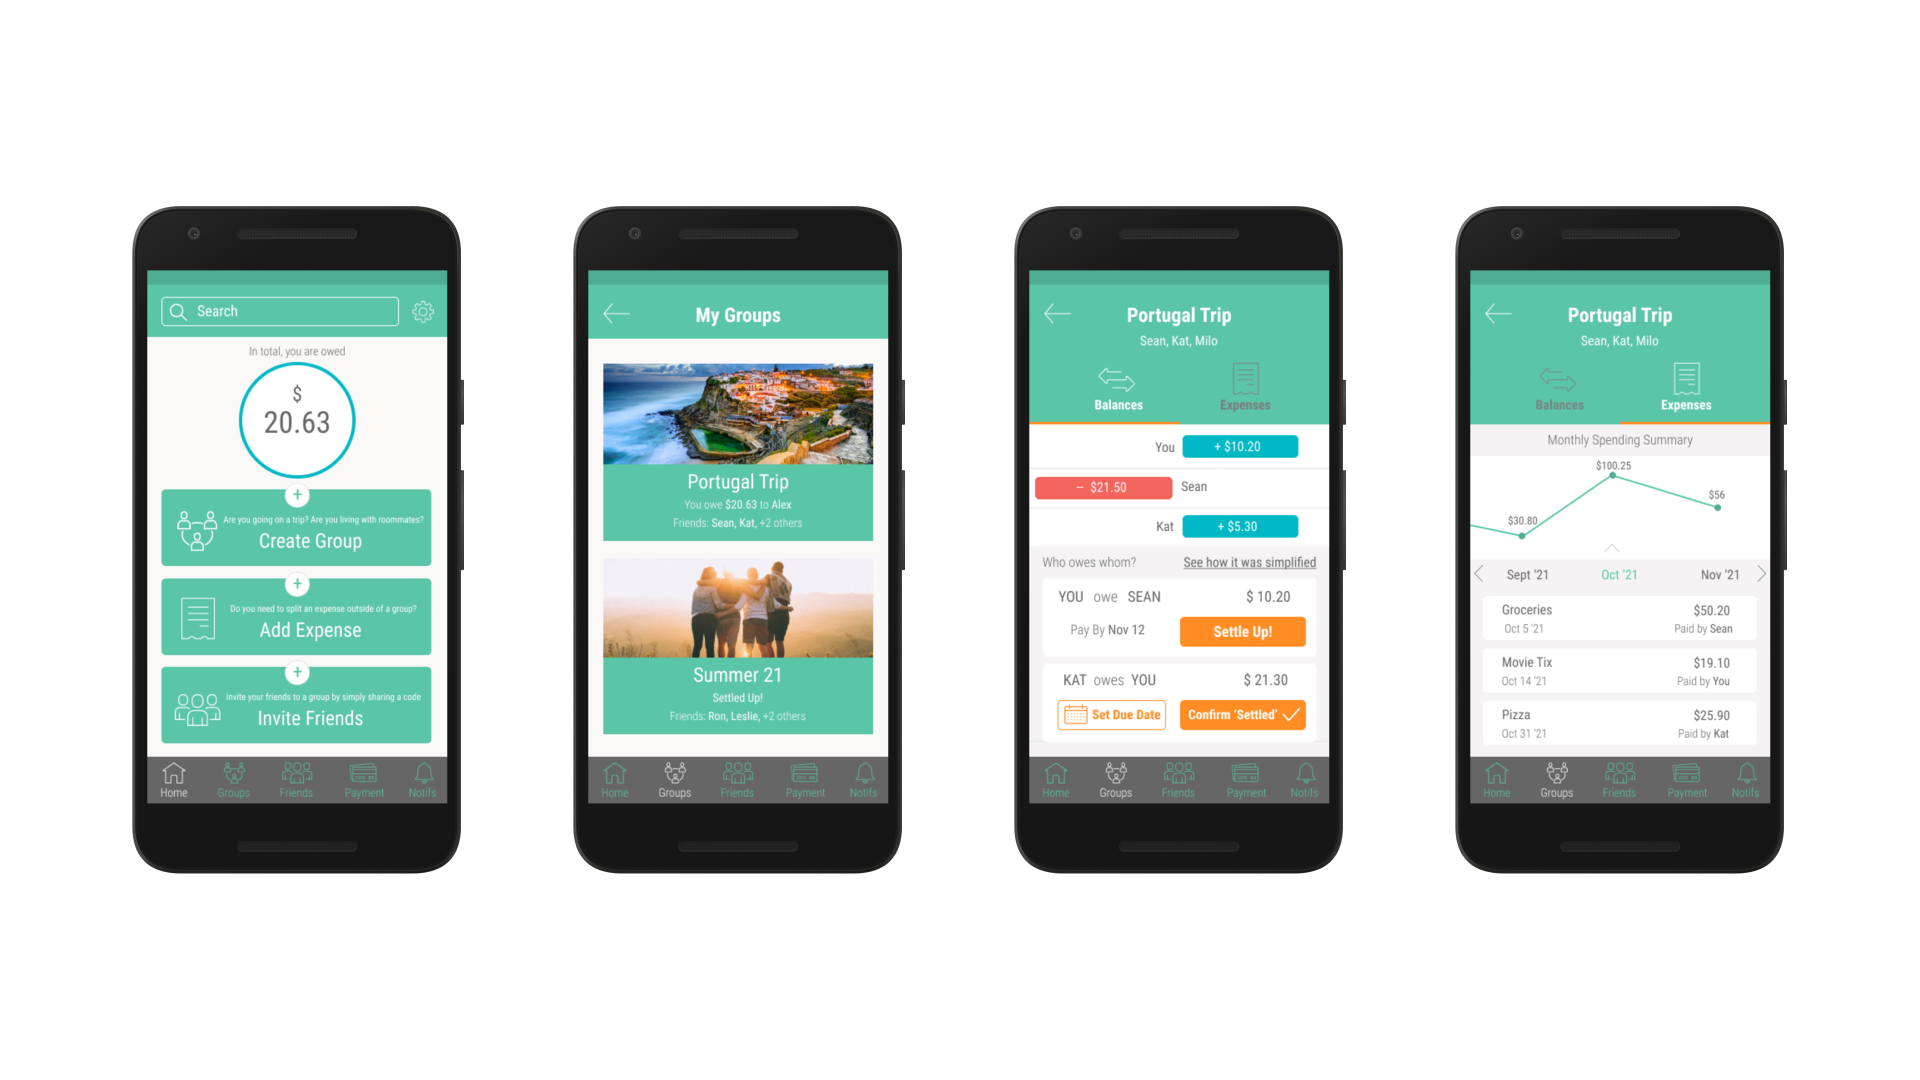 Search
In total, you are owed
$
20.63
+
Are you going on a trip? Are you living with roommates?
Create Group
+
Do you need to split an expense outside of a group?
Add Expense
+
Invite your friends to a group by simply sharing a code
Invite Friends
Home Groups Friends Payment Notifs
My Groups
Portugal Trip
You owe $20.63 to Alex
Friends: Sean, Kat, +2 others
Summer 21
Settled Up!
Friends: Ron, Leslie, +2 others
Home Groups Friends Payment Notifs
Portugal Trip
Sean, Kat, Milo
Balances Expenses
You + $10.20
– $21.50 Sean
Kat + $5.30
Who owes whom? See how it was simplified
YOU owe SEAN $ 10.20
Pay By Nov 12 Settle Up!
KAT owes YOU $ 21.30
Set Due Date Confirm 'Settled'
Home Groups Friends Payment Notifs
Portugal Trip
Sean, Kat, Milo
Balances Expenses
Monthly Spending Summary
$100.25
$56
$30.80
Sept '21 Oct '21 Nov '21
Groceries $50.20
Oct 5 '21 Paid by Sean
Movie Tix $19.10
Oct 14 '21 Paid by You
Pizza $25.90
Oct 31 '21 Paid by Kat
Home Groups Friends Payment Notifs